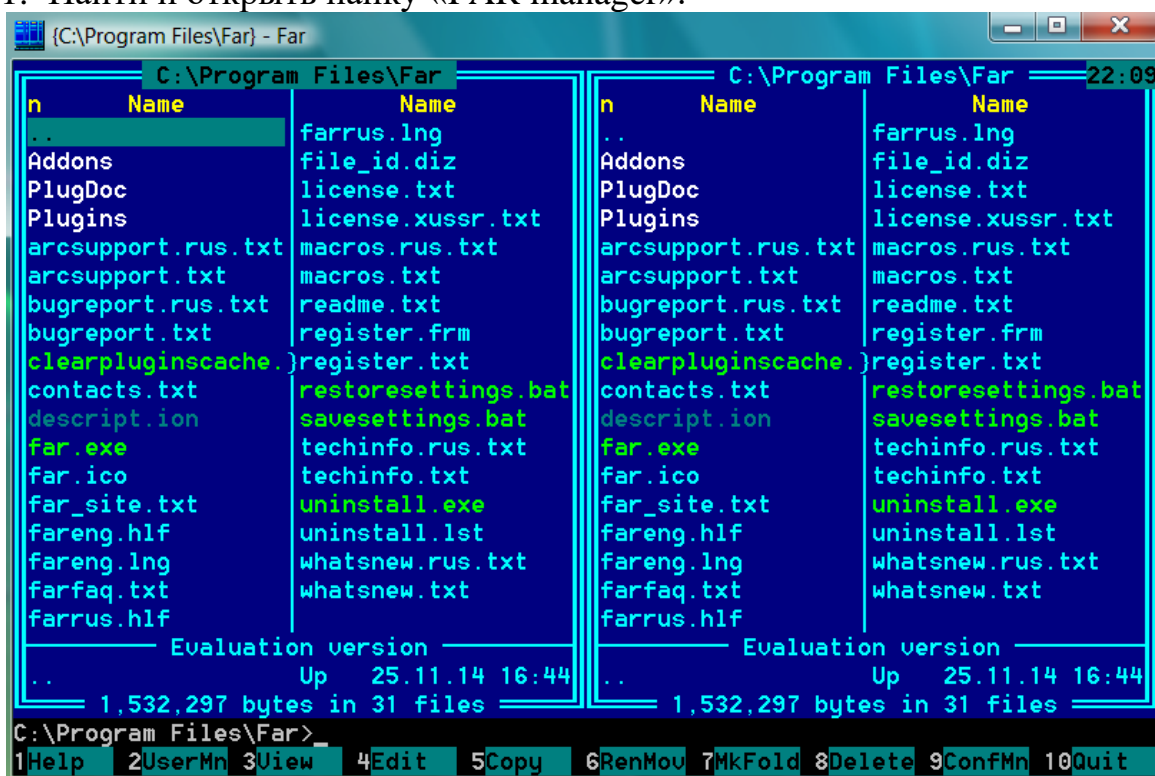 1. Найти и открыть папку «FAR manager».
{C:\Program Files\Far} - Far
C:\Program Files\Far C:\Program Files\Far 22:09
n Name Name n Name Name
.. farrus.lng .. farrus.lng
Addons file_id.diz Addons file_id.diz
PlugDoc license.txt PlugDoc license.txt
Plugins license.xussr.txt Plugins license.xussr.txt
arcsupport.rus.txt macros.rus.txt arcsupport.rus.txt macros.rus.txt
arcsupport.txt macros.txt arcsupport.txt macros.txt
bugreport.rus.txt readme.txt bugreport.rus.txt readme.txt
bugreport.txt register.frm bugreport.txt register.frm
clearpluginscache.}register.txt clearpluginscache.}register.txt
contacts.txt restoresettings.bat contacts.txt restoresettings.bat
descript.ion savesettings.bat descript.ion savesettings.bat
far.exe techinfo.rus.txt far.exe techinfo.rus.txt
far.ico techinfo.txt far.ico techinfo.txt
far_site.txt uninstall.exe far_site.txt uninstall.exe
fareng.hlf uninstall.lst fareng.hlf uninstall.lst
fareng.lng whatsnew.rus.txt fareng.lng whatsnew.rus.txt
farfaq.txt whatsnew.txt farfaq.txt whatsnew.txt
farrus.hlf farrus.hlf
Evaluation version Evaluation version
.. Up 25.11.14 16:44 .. Up 25.11.14 16:44
1,532,297 bytes in 31 files 1,532,297 bytes in 31 files
C:\Program Files\Far>_
1Help 2UserMn 3View 4Edit 5Copy 6RenMov 7MkFold 8Delete 9ConfMn 10Quit